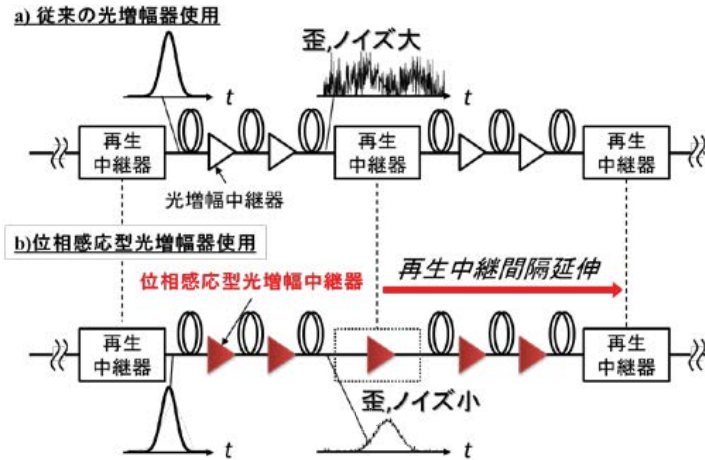 a) 従来の光増幅器使用
歪,ノイズ大
t
t
再生
中継器
再生
中継器
再生
中継器
光増幅中継器
b)位相感応型光増幅器使用
位相感応型光増幅中継器
再生中継間隔延伸
再生
中継器
再生
中継器
歪,ノイズ小
t
t